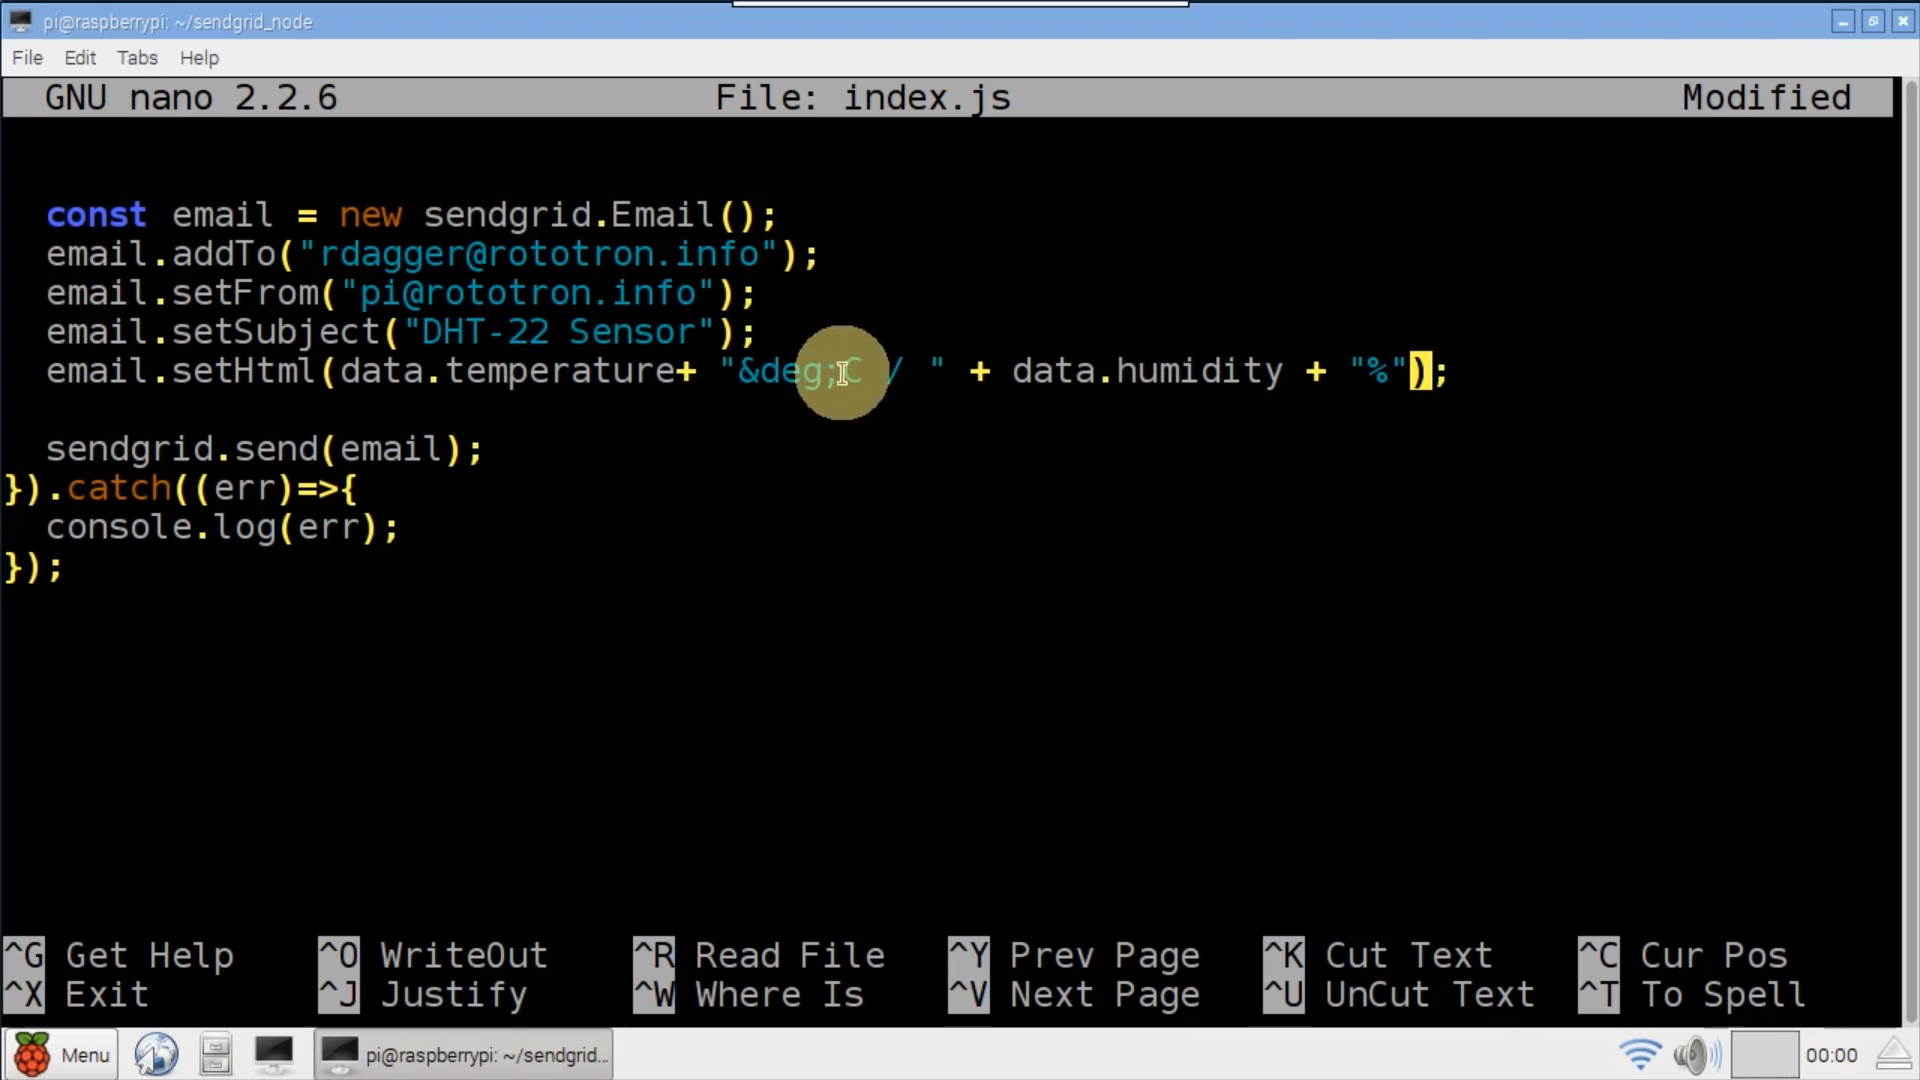 pi@raspberrypi: ~/sendgrid_node
File Edit Tabs Help
GNU nano 2.2.6 File: index.js Modified
const email = new sendgrid.Email();
email.addTo("rdagger@rototron.info");
email.setFrom("pi@rototron.info");
email.setSubject("DHT-22 Sensor");
email.setHtml(data.temperature+ "&deg;C / " + data.humidity + "%");
sendgrid.send(email);
}).catch((err)=>{
console.log(err);
});
^G Get Help ^O WriteOut ^R Read File ^Y Prev Page ^K Cut Text ^C Cur Pos
^X Exit ^J Justify ^W Where Is ^V Next Page ^U UnCut Text ^T To Spell
Menu pi@raspberrypi: ~/sendgrid... 00:00